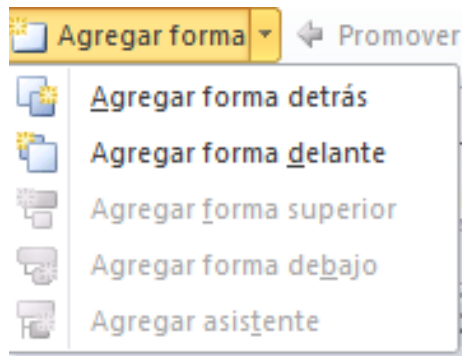 Agregar forma Promover
Agregar forma detrás
Agregar forma delante
Agregar forma superior
Agregar forma debajo
Agregar asistente